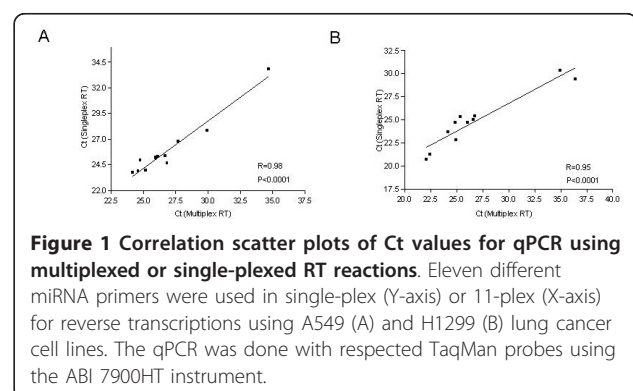 A
34.5
32.0
29.5
27.0
24.5
22.0
Ct (Singleplex RT)
R=0.98
P<0.0001
22.5 25.0 27.5 30.0 32.5 35.0 37.5
Ct (Multiplex RT)
B
32.5
30.0
27.5
25.0
22.5
20.0
17.5
Ct (Singleplex RT)
R=0.95
P<0.0001
20.0 22.5 25.0 27.5 30.0 32.5 35.0 37.5 40.0
Ct (Multiplex RT)
Figure 1 Correlation scatter plots of Ct values for qPCR using
multiplexed or single-plexed RT reactions. Eleven different
miRNA primers were used in single-plex (Y-axis) or 11-plex (X-axis)
for reverse transcriptions using A549 (A) and H1299 (B) lung cancer
cell lines. The qPCR was done with respected TaqMan probes using
the ABI 7900HT instrument.